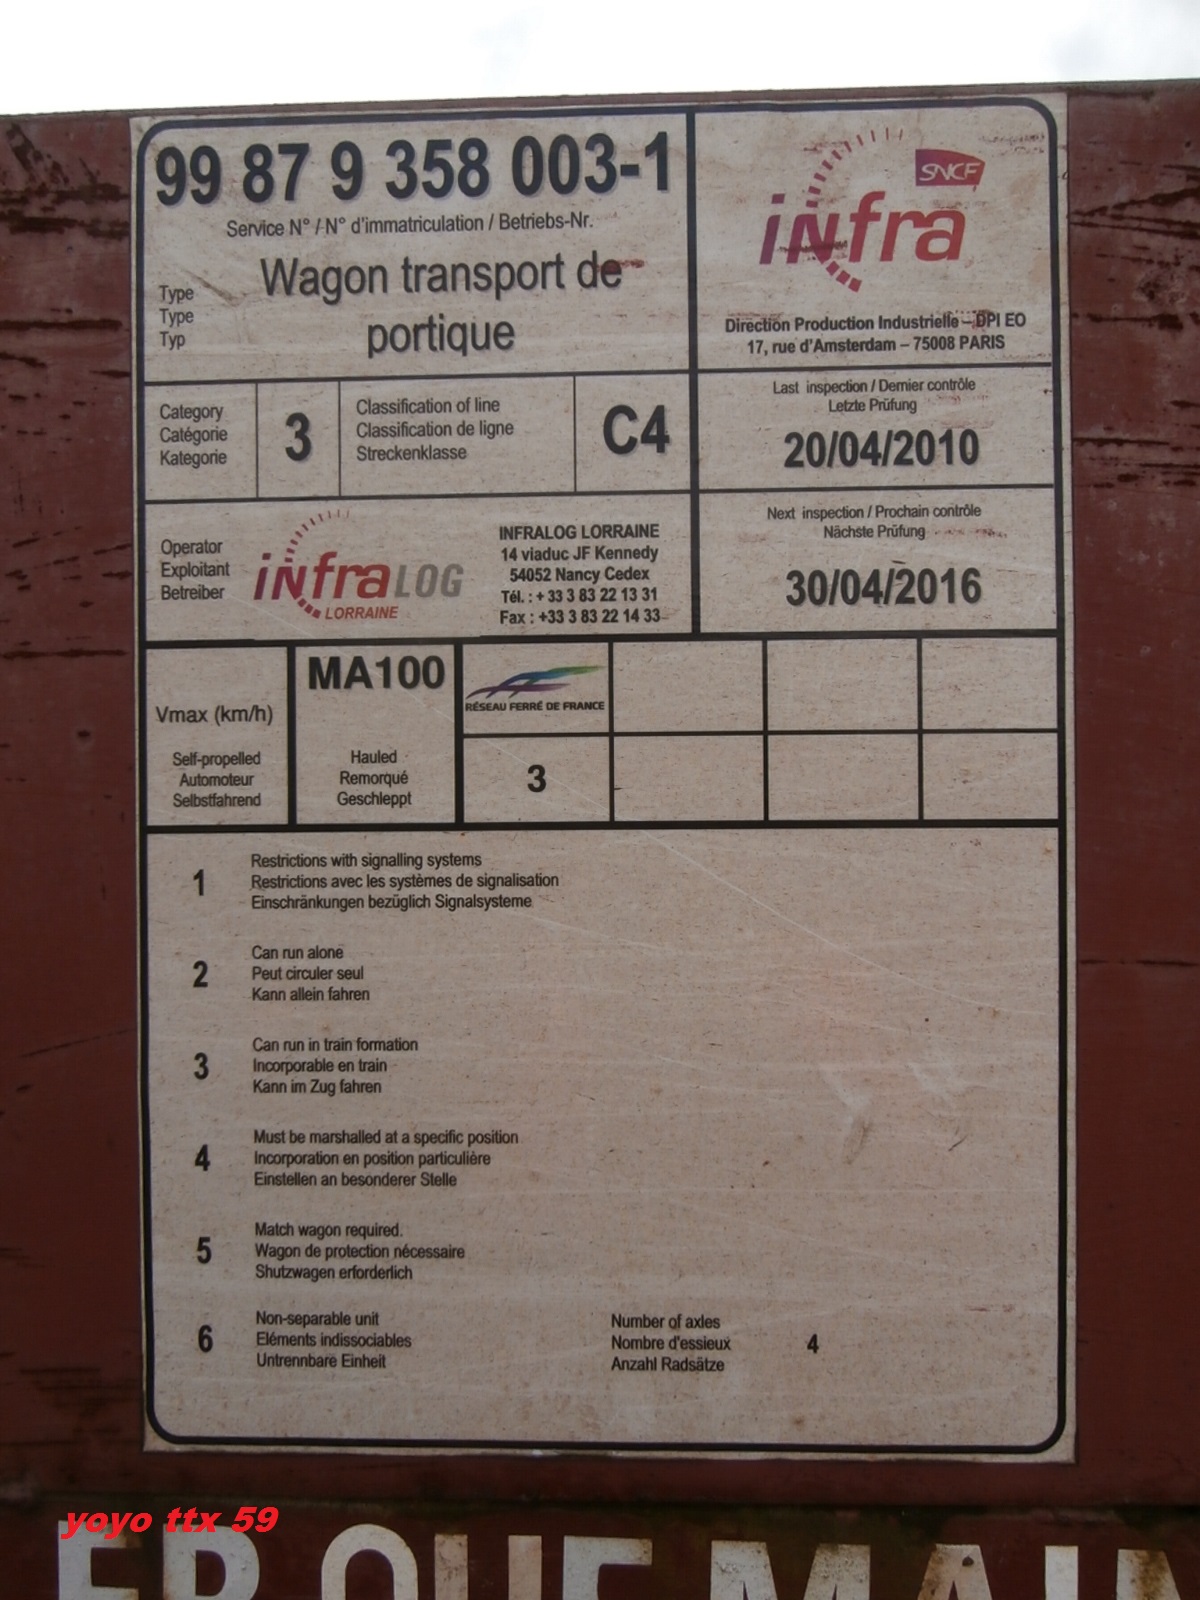 99 87 9 358 003-1
Service N° / N° d'immatriculation / Betriebs-Nr.
Type
Type
Typ
Wagon transport de
portique
SNCF
infra
Direction Production Industrielle – DPI EO
17, rue d'Amsterdam – 75008 PARIS
Category
Catégorie
Kategorie
3
Classification of line
Classification de ligne
Streckenklasse
C4
Last inspection / Dernier contrôle
Letzte Prüfung
20/04/2010
Next inspection / Prochain contrôle
Nächste Prüfung
30/04/2016
Operator
Exploitant
Betreiber
infraLOG
LORRAINE
INFRALOG LORRAINE
14 viaduc JF Kennedy
54052 Nancy Cedex
Tél. : + 33 3 83 22 13 31
Fax : +33 3 83 22 14 33
Vmax (km/h)
Self-propelled
Automoteur
Selbstfahrend
MA100
Hauled
Remorqué
Geschleppt
RÉSEAU FERRÉ DE FRANCE
3
1
Restrictions with signalling systems
Restrictions avec les systèmes de signalisation
Einschränkungen bezüglich Signalsysteme
2
Can run alone
Peut circuler seul
Kann allein fahren
3
Can run in train formation
Incorporable en train
Kann im Zug fahren
4
Must be marshalled at a specific position
Incorporation en position particulière
Einstellen an besonderer Stelle
5
Match wagon required.
Wagon de protection nécessaire
Shutzwagen erforderlich
6
Non-separable unit
Eléments indissociables
Untrennbare Einheit
Number of axles
Nombre d'essieux
Anzahl Radsätze
4
yoyo ttx 59